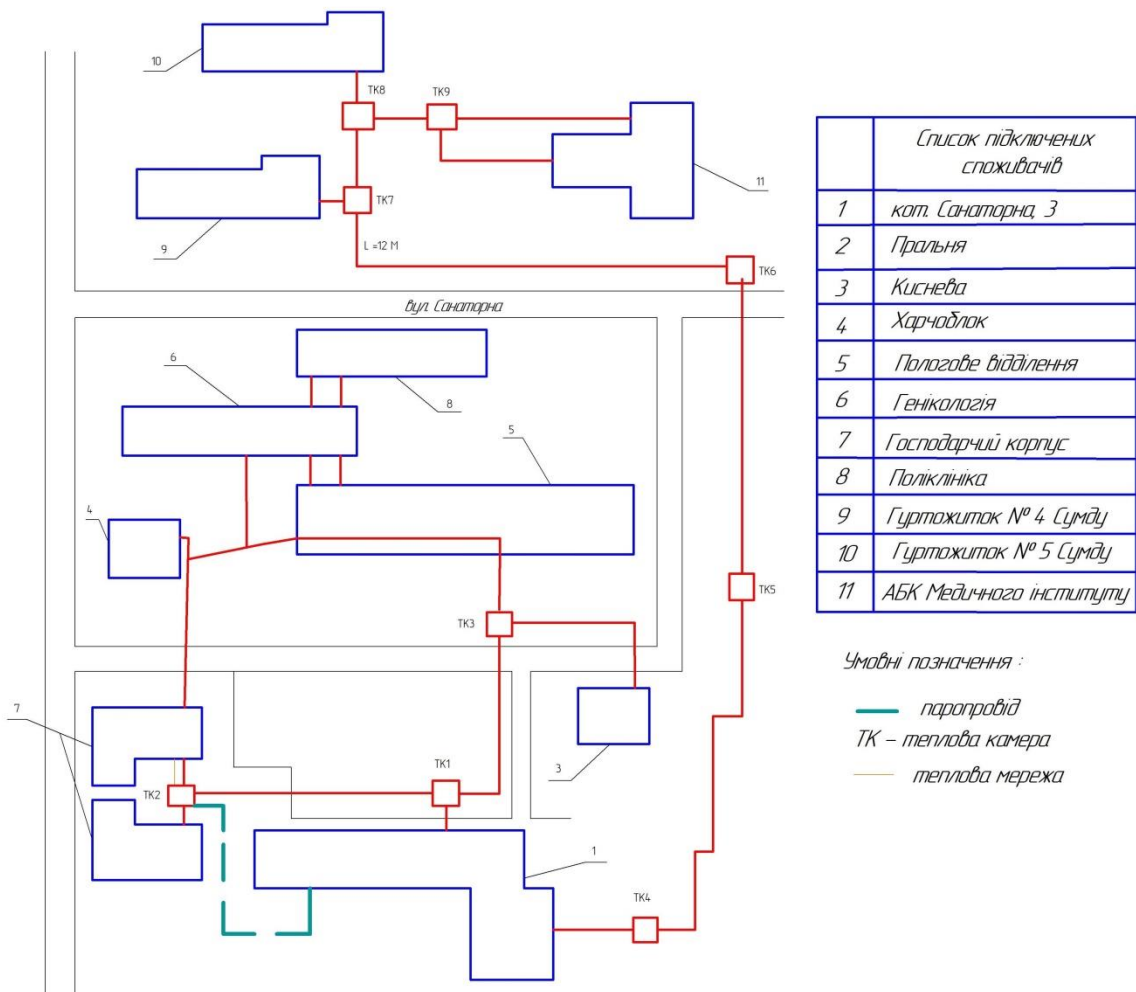 10
ТК8
ТК9
11
ТК7
9
L =12 М
ТК6
вул. Санаторна
6
8
5
4
ТК5
ТК3
7
3
ТК1
ТК2
1
ТК4
Список підключених
споживачів
1 кот. Санаторна, 3
2 Пральня
3 Киснева
4 Харчоблок
5 Пологове відділення
6 Генікологія
7 Господарчий корпус
8 Поліклініка
9 Гуртожиток № 4 Сумду
10 Гуртожиток № 5 Сумду
11 АБК Медичного інституту
Умовні позначення :
паропровід
ТК – теплова камера
теплова мережа